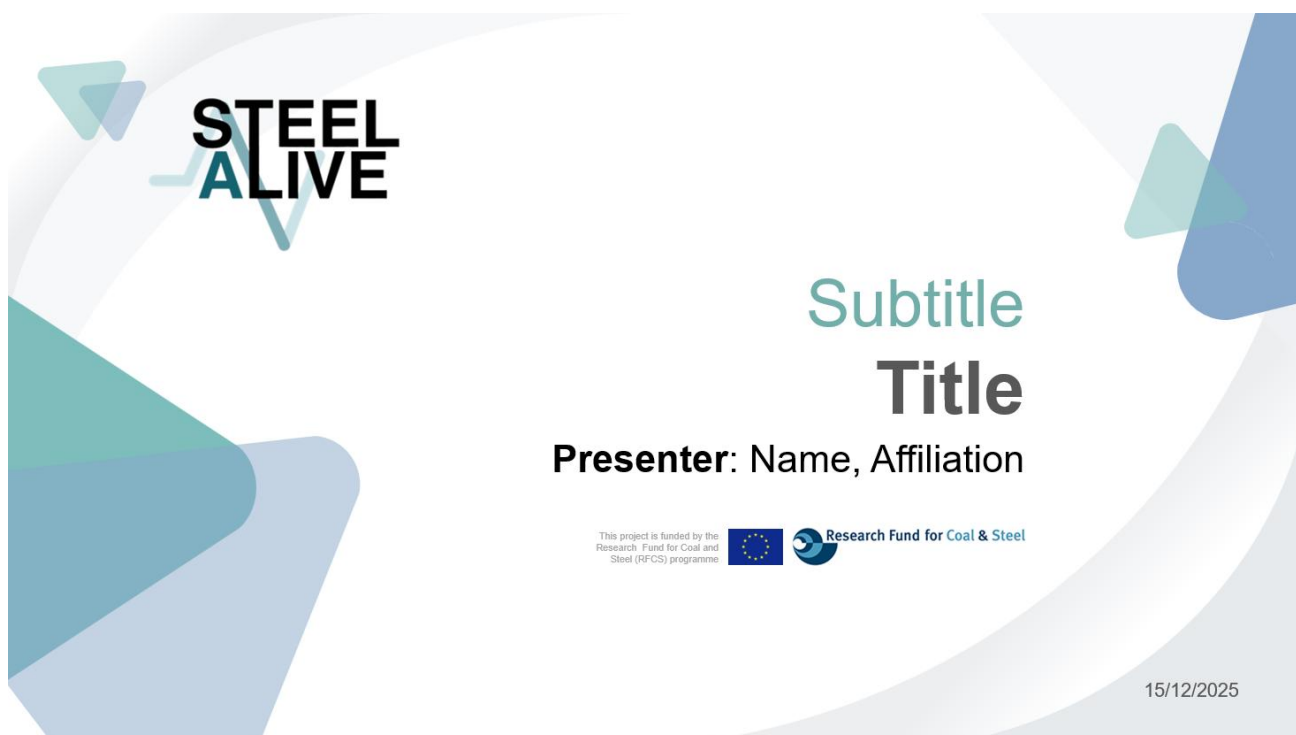 STEEL
ALIVE
Subtitle
Title
Presenter: Name, Affiliation
This project is funded by the
Research Fund for Coal and
Steel (RFCS) programme
Research Fund for Coal & Steel
15/12/2025